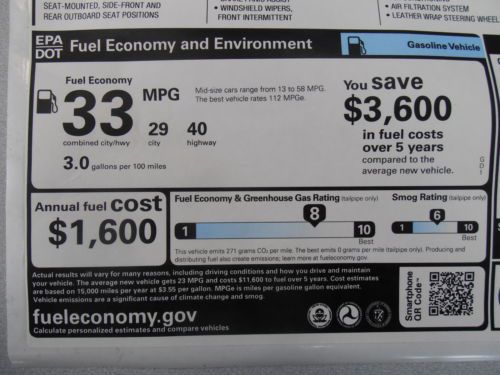 SEAT-MOUNTED, SIDE-FRONT AND
REAR OUTBOARD SEAT POSITIONS
• WINDSHIELD WIPERS,
FRONT INTERMITTENT
• AIR FILTRATION SYSTEM
• LEATHER WRAP STEERING WHEEL
EPA
DOT
Fuel Economy and Environment
Gasoline Vehicle
Fuel Economy
33 MPG
combined city/hwy
29
city
40
highway
3.0 gallons per 100 miles
Mid-size cars range from 13 to 58 MPG.
The best vehicle rates 112 MPGe.
You save
$3,600
in fuel costs
over 5 years
compared to the
average new vehicle.
GDI
Annual fuel cost
$1,600
Fuel Economy & Greenhouse Gas Rating (tailpipe only)
1
8
10
Best
Smog Rating (tailpipe only)
1
6
10
Best
This vehicle emits 271 grams CO2 per mile. The best emits 0 grams per mile (tailpipe only). Producing and
distributing fuel also create emissions; learn more at fueleconomy.gov.
Actual results will vary for many reasons, including driving conditions and how you drive and maintain
your vehicle. The average new vehicle gets 23 MPG and costs $11,600 to fuel over 5 years. Cost estimates
are based on 15,000 miles per year at $3.55 per gallon. MPGe is miles per gasoline gallon equivalent.
Vehicle emissions are a significant cause of climate change and smog.
fueleconomy.gov
Calculate personalized estimates and compare vehicles
Smartphone
QR Code™